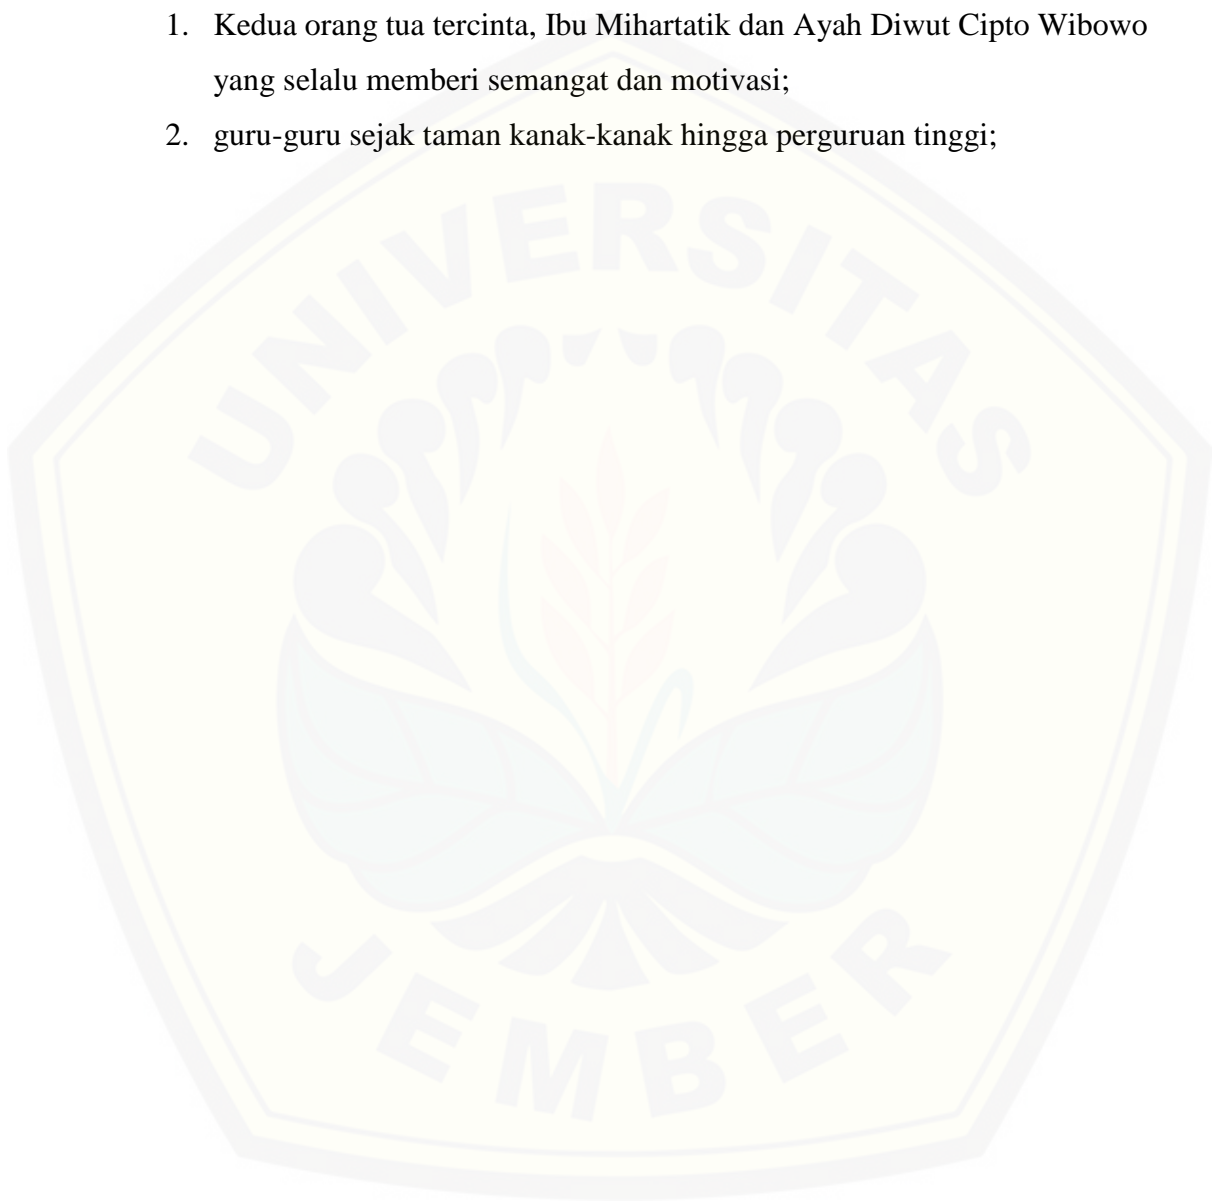 1. Kedua orang tua tercinta, Ibu Mihartatik dan Ayah Diwut Cipto Wibowo
yang selalu memberi semangat dan motivasi;
2. guru-guru sejak taman kanak-kanak hingga perguruan tinggi;
UNIVERSITAS
JEMBER